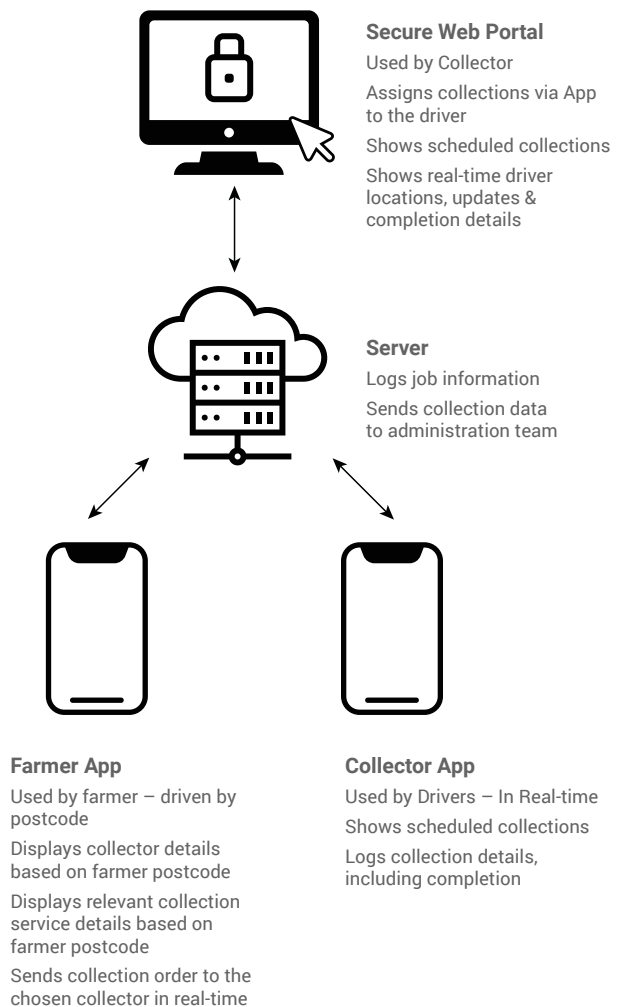 Secure Web Portal
Used by Collector
Assigns collections via App
to the driver
Shows scheduled collections
Shows real-time driver
locations, updates &
completion details
Server
Logs job information
Sends collection data
to administration team
Farmer App
Used by farmer – driven by
postcode
Displays collector details
based on farmer postcode
Displays relevant collection
service details based on
farmer postcode
Sends collection order to the
chosen collector in real-time
Collector App
Used by Drivers – In Real-time
Shows scheduled collections
Logs collection details,
including completion